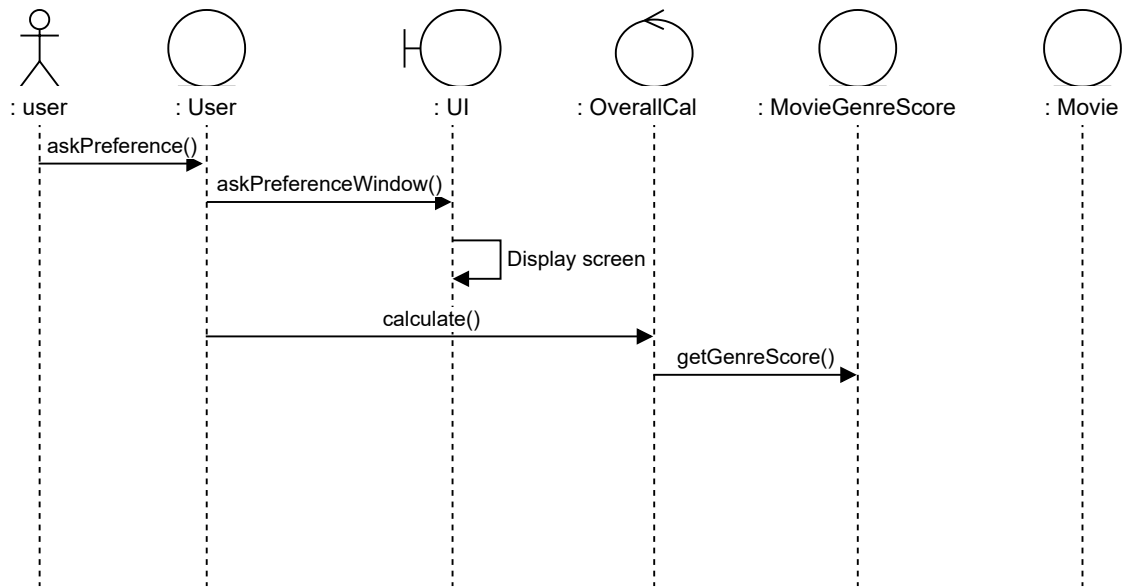 : user
: User
: UI
: OverallCal
: MovieGenreScore
: Movie
askPreference()
askPreferenceWindow()
Display screen
calculate()
getGenreScore()